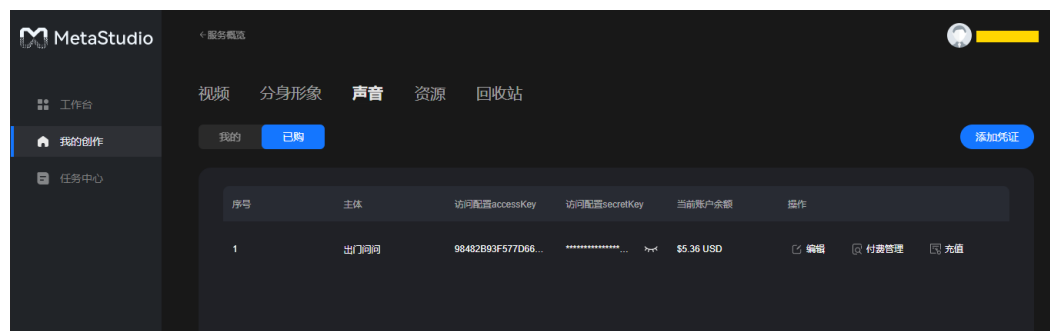 MetaStudio
<服务概览
视频 分身形象 声音 资源 回收站
工作台
我的创作
任务中心
我的 已购 添加凭证
序号 主体 访问配置accessKey 访问配置secretKey 当前账户余额 操作
1 出门问问 98482B93F577D66... ***************... $5.36 USD 编辑 付费管理 充值